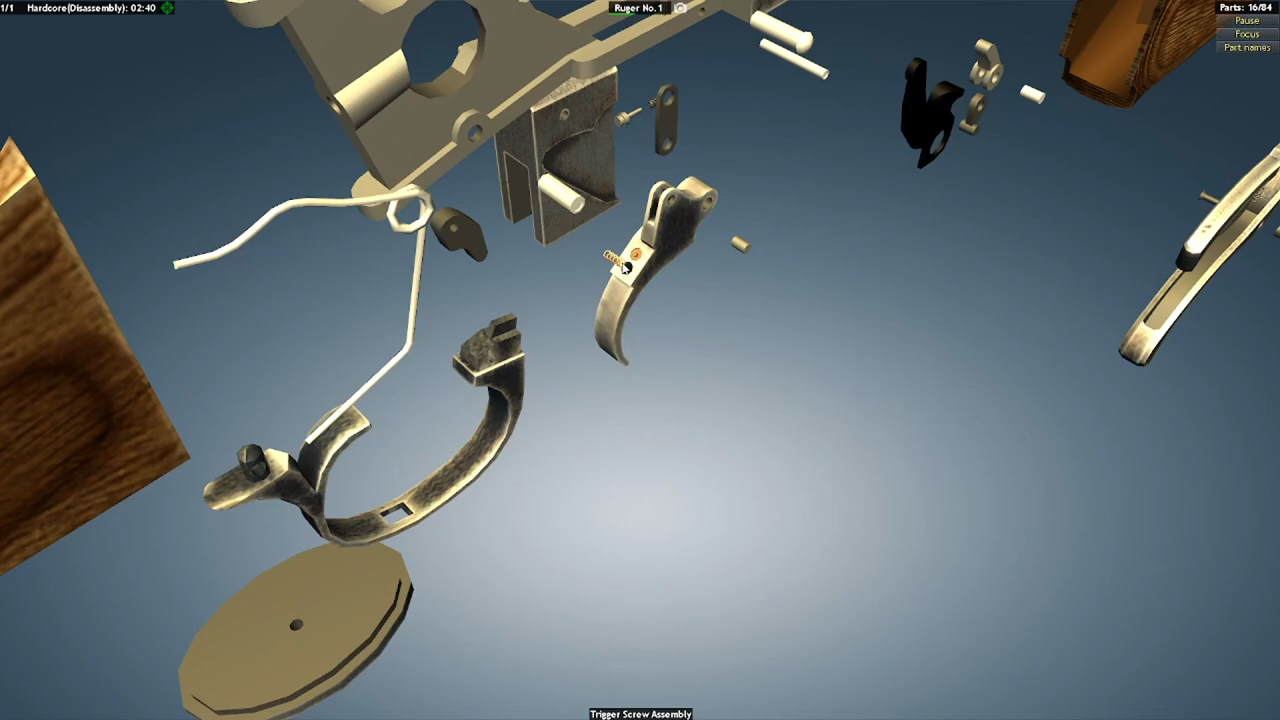 1/1 Hardcore(Disassembly): 02:40
Ruger No. 1
Parts: 16/84
Pause
Focus
Part names
Trigger Screw Assembly